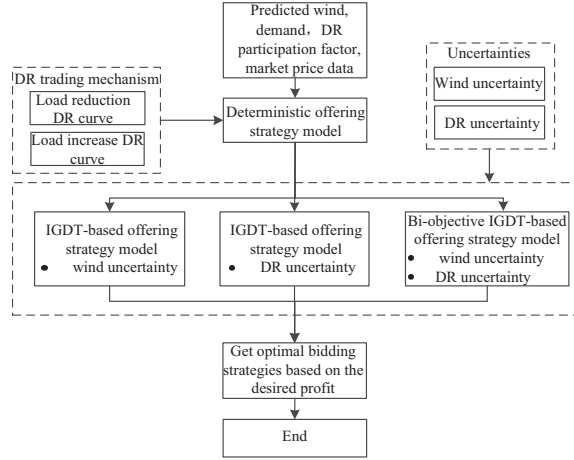 Predicted wind,
demand, DR
participation factor,
market price data
DR trading mechanism
Load reduction
DR curve
Load increase DR
curve
Deterministic offering
strategy model
Uncertainties
Wind uncertainty
DR uncertainty
IGDT-based offering
strategy model
• wind uncertainty
IGDT-based offering
strategy model
• DR uncertainty
Bi-objective IGDT-based
offering strategy model
• wind uncertainty
• DR uncertainty
Get optimal bidding
strategies based on the
desired profit
End